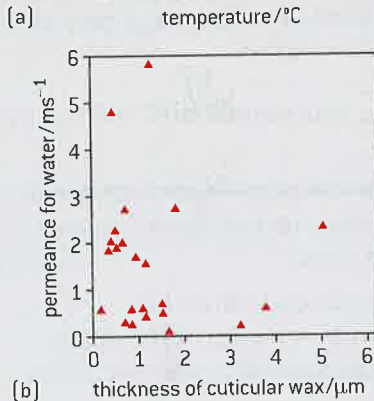 (a)
temperature/°C
6
5
4
3
2
1
0
permeance for water/ms⁻¹
0 1 2 3 4 5 6
(b)
thickness of cuticular wax/μm